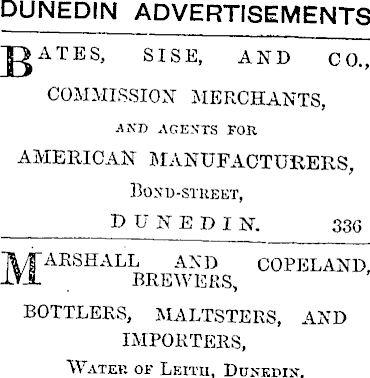 DUNEDIN ADVERTISEMENTS
BATES, SISE, AND CO.,
COMMISSION MERCHANTS,
AND AGENTS FOR
AMERICAN MANUFACTURERS,
BOND-STREET,
DUNEDIN. 336
MARSHALL AND COPELAND,
BREWERS,
BOTTLERS, MALTSTERS, AND
IMPORTERS,
WATER OF LEITH, DUNEDIN.